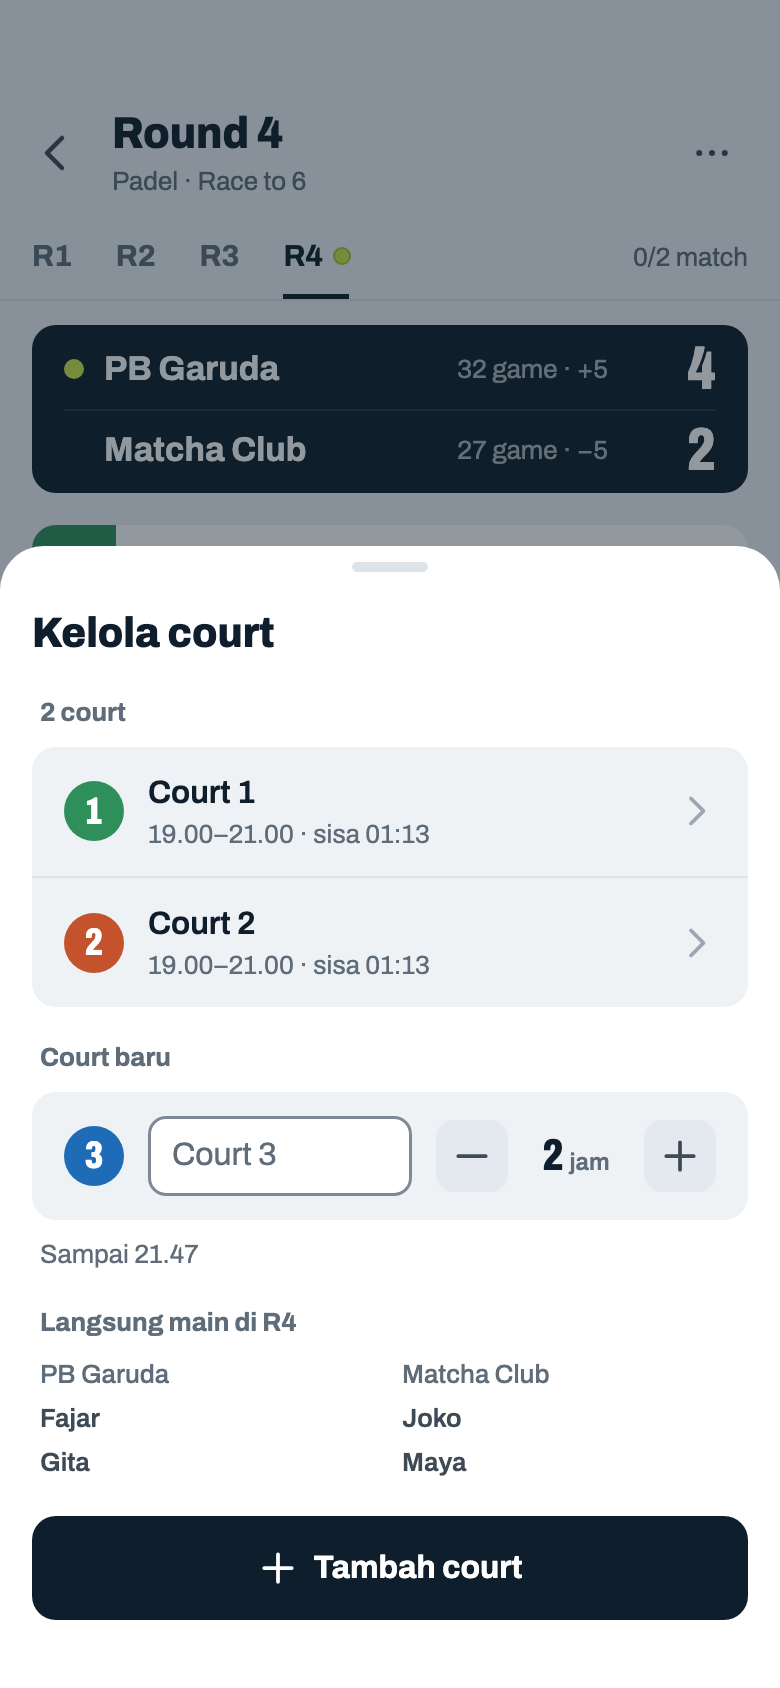 Round 4
Padel · Race to 6
R1 R2 R3 R4 0/2 match
PB Garuda 32 game · +5 4
Matcha Club 27 game · –5 2
Kelola court
2 court
1 Court 1
19.00–21.00 · sisa 01:13
2 Court 2
19.00–21.00 · sisa 01:13
Court baru
3 Court 3 2 jam
Sampai 21.47
Langsung main di R4
PB Garuda Matcha Club
Fajar Joko
Gita Maya
Tambah court